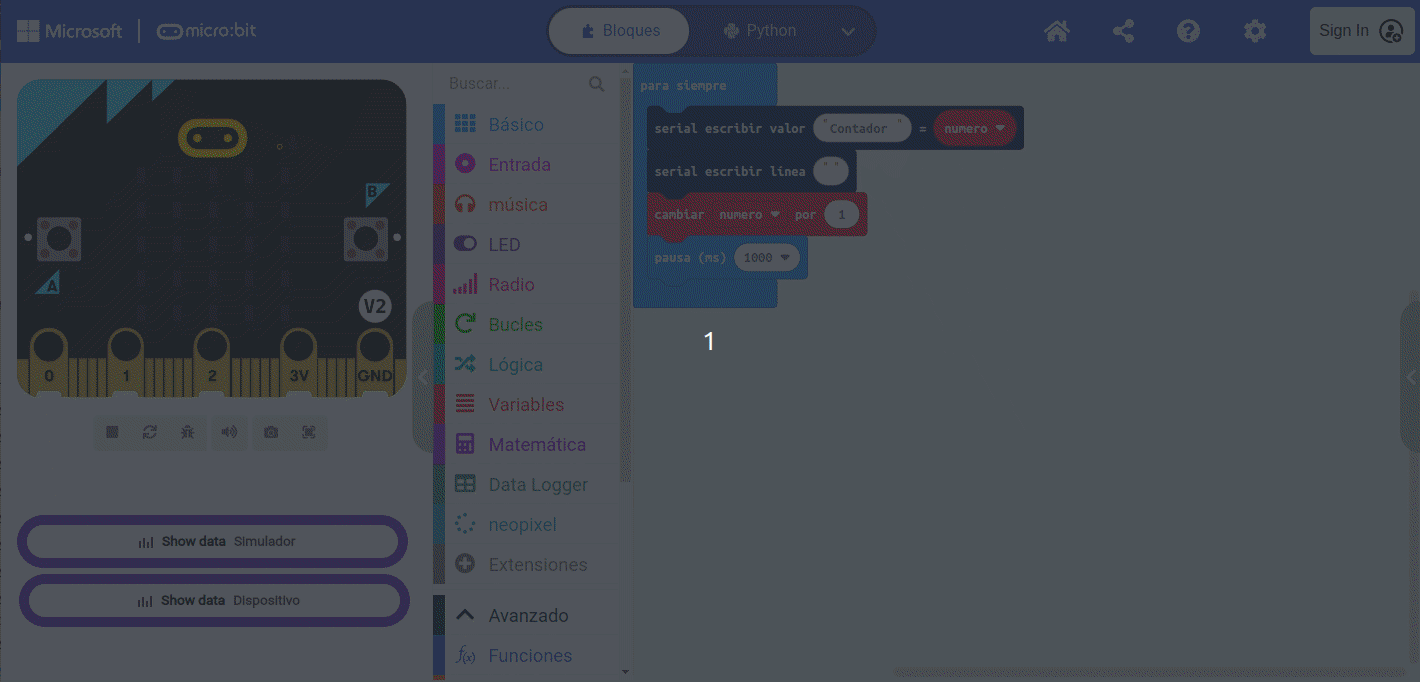 Microsoft micro:bit
Bloques
Python
Sign In
B
A
V2
0 1 2 3V GND
Show data Simulador
Show data Dispositivo
Buscar...
Básico
Entrada
música
LED
Radio
Bucles
Lógica
Variables
Matemática
Data Logger
neopixel
Extensiones
Avanzado
f(x) Funciones
para siempre
serial escribir valor "Contador" = numero
serial escribir línea " "
cambiar numero por 1
pausa (ms) 1000
1